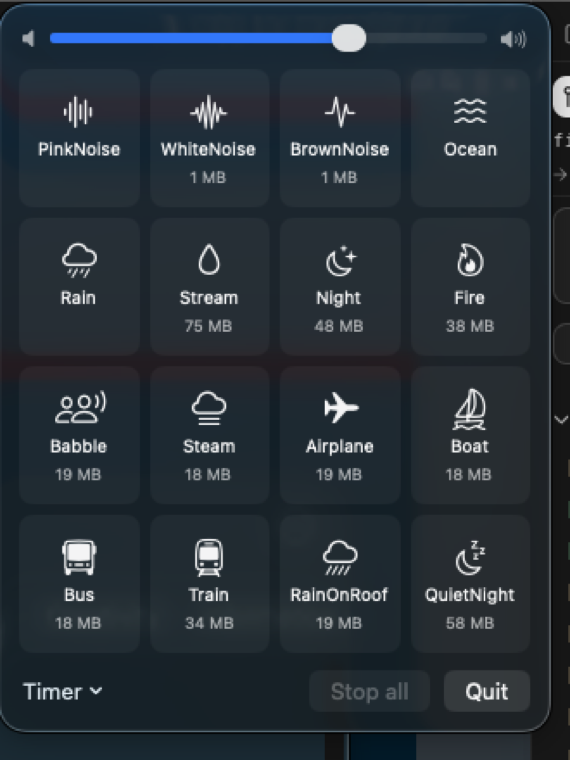 PinkNoise
WhiteNoise
1 MB
BrownNoise
1 MB
Ocean
Rain
Stream
75 MB
Night
48 MB
Fire
38 MB
Babble
19 MB
Steam
18 MB
Airplane
19 MB
Boat
18 MB
Bus
18 MB
Train
34 MB
RainOnRoof
19 MB
QuietNight
58 MB
Timer
Stop all
Quit